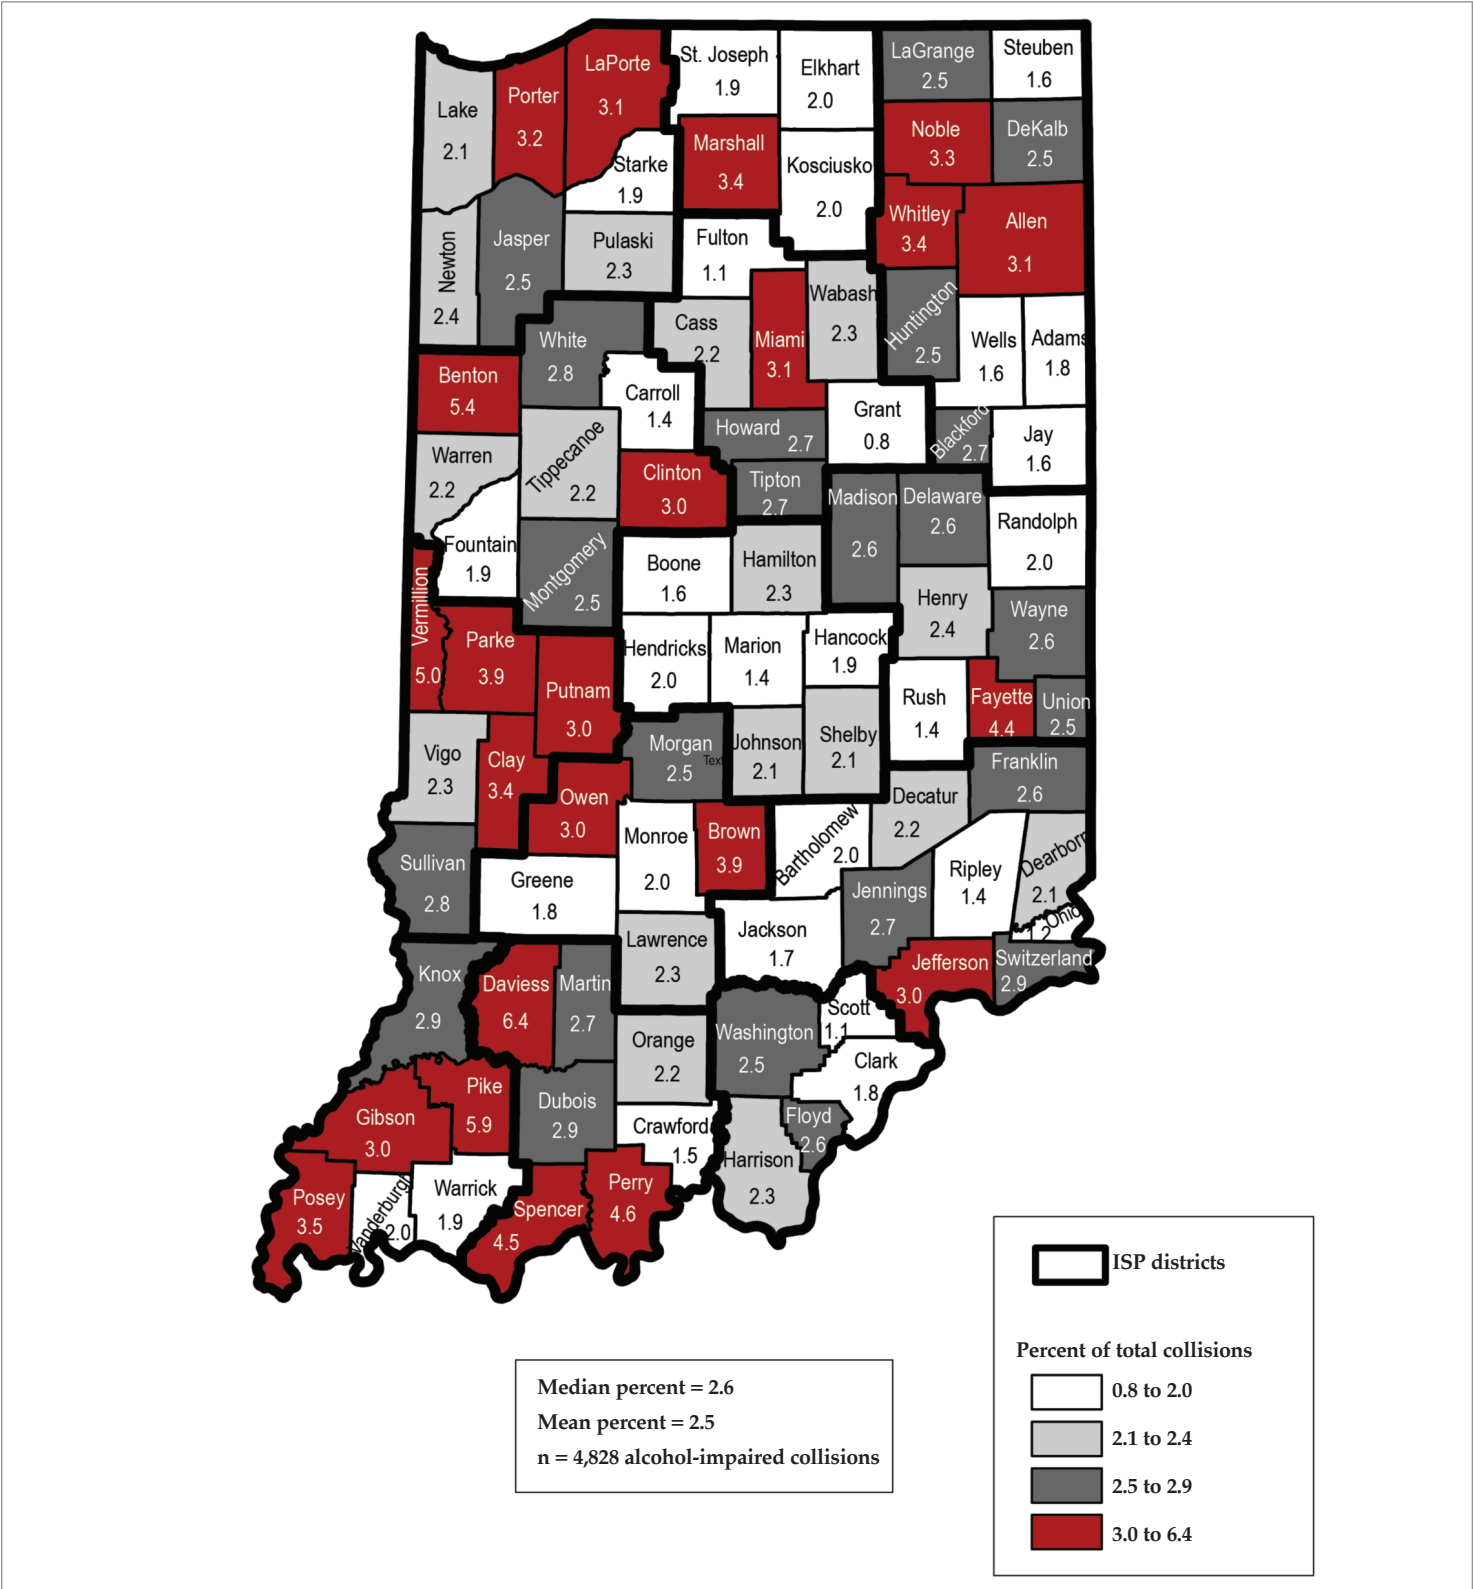 St. Joseph
1.9
Elkhart
2.0
LaGrange
2.5
Steuben
1.6
LaPorte
3.1
Porter
3.2
Lake
2.1
Noble
3.3
DeKalb
2.5
Marshall
3.4
Starke
1.9
Kosciusko
2.0
Whitley
3.4
Allen
3.1
Newton
2.4
Jasper
2.5
Pulaski
2.3
Fulton
1.1
Wabash
2.3
Huntington
2.5
Wells
1.6
Adams
1.8
White
2.8
Cass
2.2
Miami
3.1
Benton
5.4
Carroll
1.4
Grant
0.8
Howard
2.7
Blackford
2.7
Jay
1.6
Warren
2.2
Tippecanoe
2.2
Clinton
3.0
Tipton
2.7
Madison
2.6
Delaware
2.6
Randolph
2.0
Fountain
1.9
Montgomery
2.5
Boone
1.6
Hamilton
2.3
Henry
2.4
Wayne
2.6
Vermillion
5.0
Parke
3.9
Putnam
3.0
Hendricks
2.0
Marion
1.4
Hancock
1.9
Rush
1.4
Fayette
4.4
Union
2.5
Vigo
2.3
Clay
3.4
Morgan
Text
2.5
Johnson
2.1
Shelby
2.1
Franklin
2.6
Owen
3.0
Decatur
2.2
Monroe
2.0
Brown
3.9
Bartholomew
2.0
Sullivan
2.8
Greene
1.8
Ripley
1.4
Dearborn
2.1
Jennings
2.7
Ohio
1.2
Jackson
1.7
Lawrence
2.3
Jefferson
3.0
Switzerland
2.9
Knox
2.9
Daviess
6.4
Martin
2.7
Scott
1.1
Washington
2.5
Orange
2.2
Clark
1.8
Pike
5.9
Gibson
3.0
Dubois
2.9
Crawford
1.5
Floyd
2.6
Harrison
2.3
Posey
3.5
Vanderburgh
2.0
Warrick
1.9
Spencer
4.5
Perry
4.6
ISP districts
Percent of total collisions
0.8 to 2.0
2.1 to 2.4
2.5 to 2.9
3.0 to 6.4
Median percent = 2.6
Mean percent = 2.5
n = 4,828 alcohol-impaired collisions